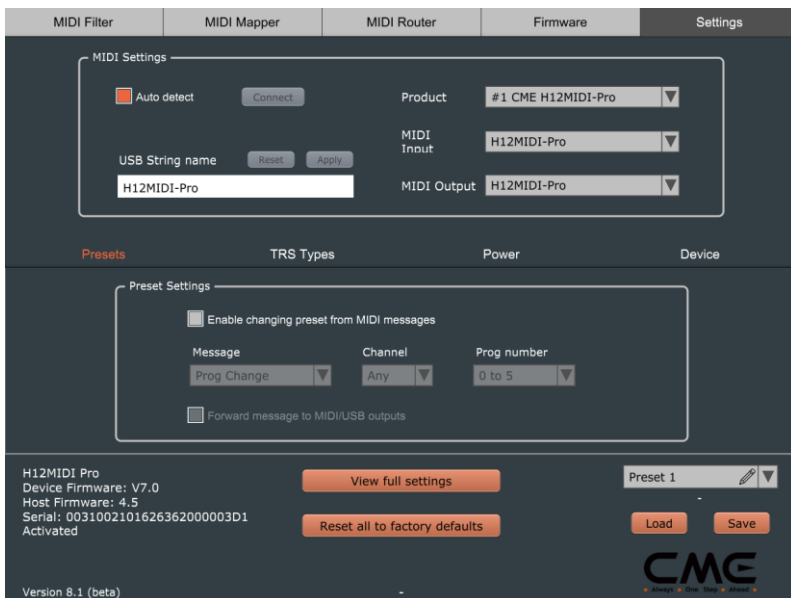 MIDI Filter
MIDI Mapper
MIDI Router
Firmware
Settings
MIDI Settings
Auto detect
Connect
Product
#1 CME H12MIDI-Pro
MIDI
Input
H12MIDI-Pro
USB String name
Reset
Apply
H12MIDI-Pro
MIDI Output
H12MIDI-Pro
Presets
TRS Types
Power
Device
Preset Settings
Enable changing preset from MIDI messages
Message
Channel
Prog number
Prog Change
Any
0 to 5
Forward message to MIDI/USB outputs
H12MIDI Pro
Device Firmware: V7.0
Host Firmware: 4.5
Serial: 0031002101626362000003D1
Activated
View full settings
Reset all to factory defaults
Preset 1
-
Load
Save
CME
Always • One Step • Ahead
Version 8.1 (beta)
-